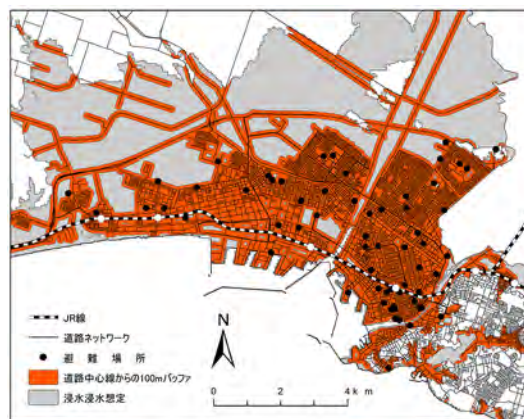 JR線
道路ネットワーク
避 難 場 所
道路中心線からの100mバッファ
浸水浸水想定
N
0 2 4 k m